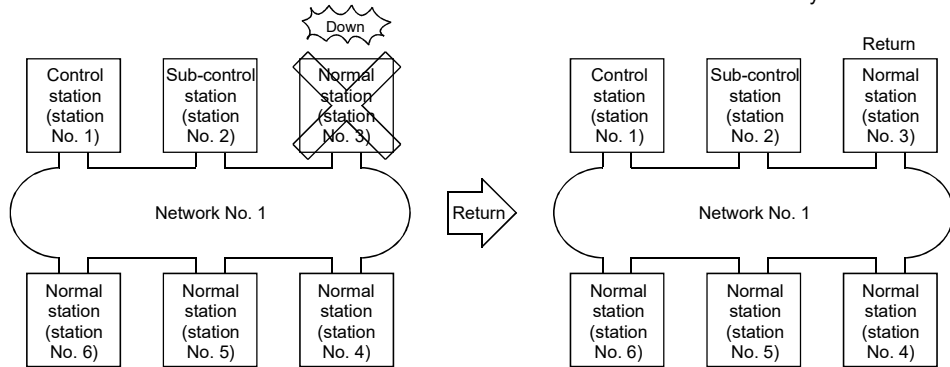 Down
Return
Control
station
(station
No. 1)
Sub-control
station
(station
No. 2)
Normal
station
(station
No. 3)
Network No. 1
Normal
station
(station
No. 6)
Normal
station
(station
No. 5)
Normal
station
(station
No. 4)
Return
Control
station
(station
No. 1)
Sub-control
station
(station
No. 2)
Normal
station
(station
No. 3)
Network No. 1
Normal
station
(station
No. 6)
Normal
station
(station
No. 5)
Normal
station
(station
No. 4)